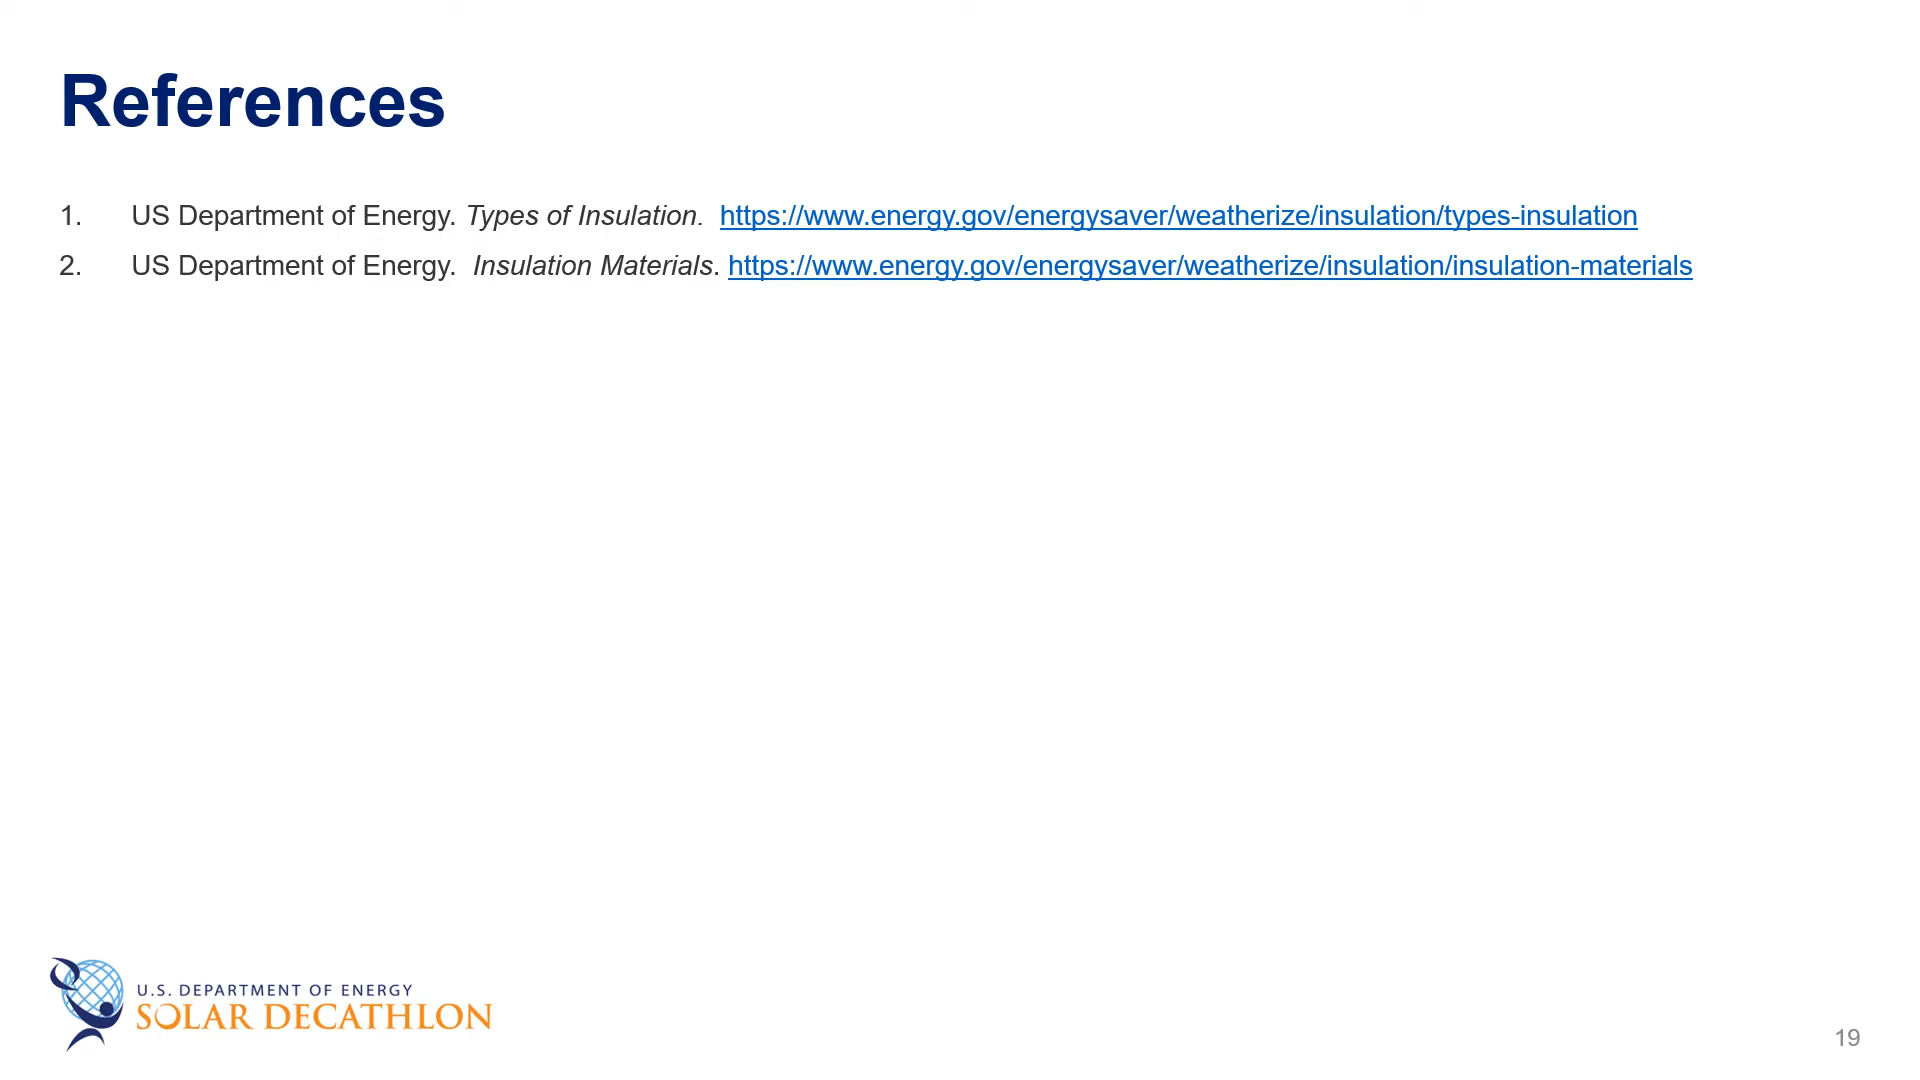 References
1. US Department of Energy. Types of Insulation. https://www.energy.gov/energysaver/weatherize/insulation/types-insulation
2. US Department of Energy. Insulation Materials. https://www.energy.gov/energysaver/weatherize/insulation/insulation-materials
U.S. DEPARTMENT OF ENERGY
SOLAR DECATHLON
19